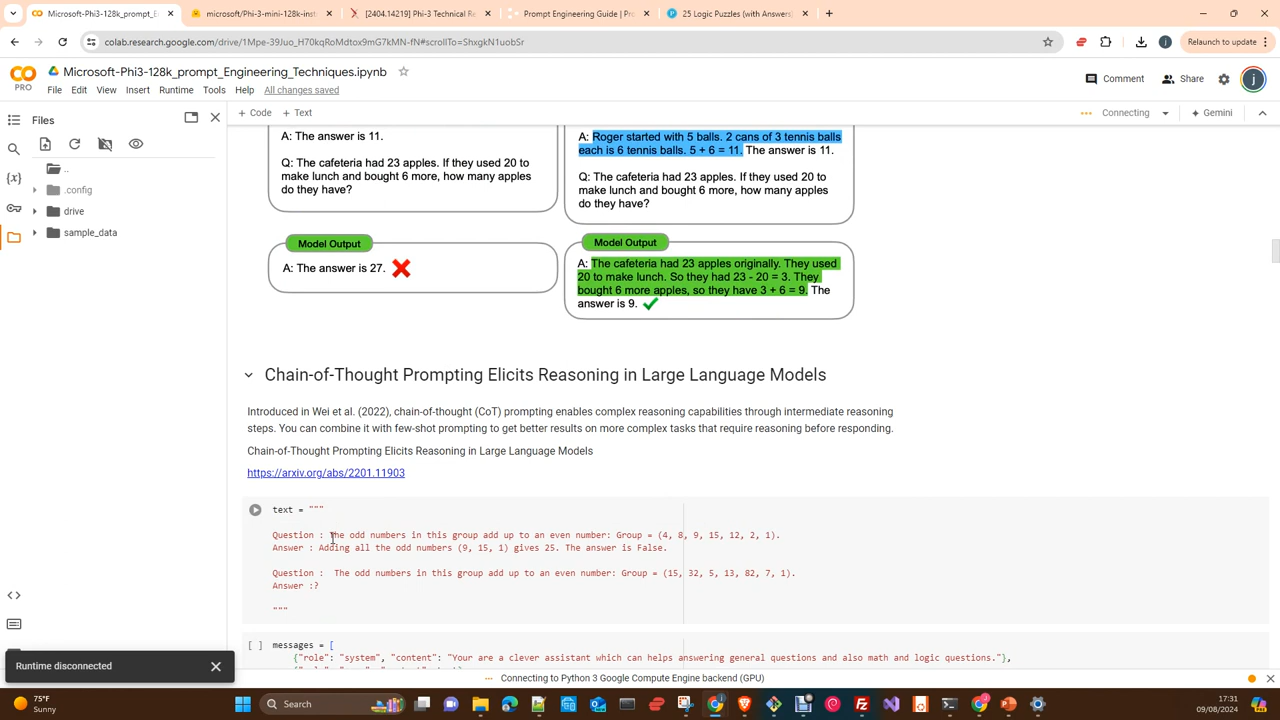 Microsoft-Phi3-128k_prompt_E
microsoft/Phi-3-mini-128k-inst
[2404.14219] Phi-3 Technical Re
Prompt Engineering Guide | Pro
25 Logic Puzzles (with Answers)
colab.research.google.com/drive/1Mpe-39Juo_H70kqRoMdtox9mG7kMN-fN#scrollTo=ShxgkN1uobSr
Relaunch to update
CO
PRO
Microsoft-Phi3-128k_prompt_Engineering_Techniques.ipynb
File Edit View Insert Runtime Tools Help All changes saved
Comment
Share
j
Files
+ Code + Text
Connecting
Gemini
..
.config
drive
sample_data
{x}
A: The answer is 11.
Q: The cafeteria had 23 apples. If they used 20 to
make lunch and bought 6 more, how many apples
do they have?
A: Roger started with 5 balls. 2 cans of 3 tennis balls
each is 6 tennis balls. 5 + 6 = 11. The answer is 11.
Q: The cafeteria had 23 apples. If they used 20 to
make lunch and bought 6 more, how many apples
do they have?
Model Output
A: The answer is 27.
Model Output
A: The cafeteria had 23 apples originally. They used
20 to make lunch. So they had 23 - 20 = 3. They
bought 6 more apples, so they have 3 + 6 = 9. The
answer is 9.
Chain-of-Thought Prompting Elicits Reasoning in Large Language Models
Introduced in Wei et al. (2022), chain-of-thought (CoT) prompting enables complex reasoning capabilities through intermediate reasoning
steps. You can combine it with few-shot prompting to get better results on more complex tasks that require reasoning before responding.
Chain-of-Thought Prompting Elicits Reasoning in Large Language Models
https://arxiv.org/abs/2201.11903
text = """
Question : The odd numbers in this group add up to an even number: Group = (4, 8, 9, 15, 12, 2, 1).
Answer : Adding all the odd numbers (9, 15, 1) gives 25. The answer is False.
Question :  The odd numbers in this group add up to an even number: Group = (15, 32, 5, 13, 82, 7, 1).
Answer :?
"""
[ ] messages = [
{"role": "system", "content": "Your are a clever assistant which can helps answering general questions and also math and logic questions."},
Runtime disconnected
Connecting to Python 3 Google Compute Engine backend (GPU)
75°F
Sunny
Search
17:31
09/08/2024